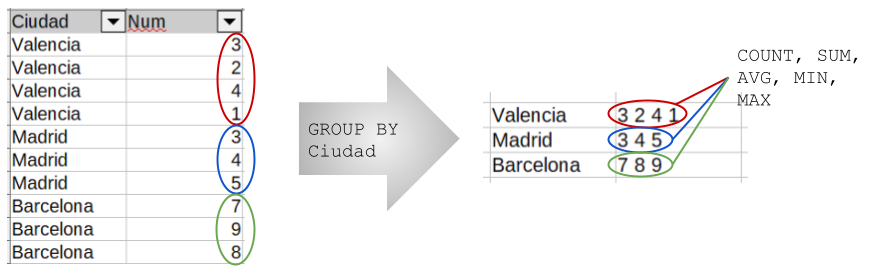 Ciudad Num
Valencia 3
Valencia 2
Valencia 4
Valencia 1
Madrid 3
Madrid 4
Madrid 5
Barcelona 7
Barcelona 9
Barcelona 8
GROUP BY
Ciudad
Valencia 3 2 4 1
Madrid 3 4 5
Barcelona 7 8 9
COUNT, SUM,
AVG, MIN,
MAX